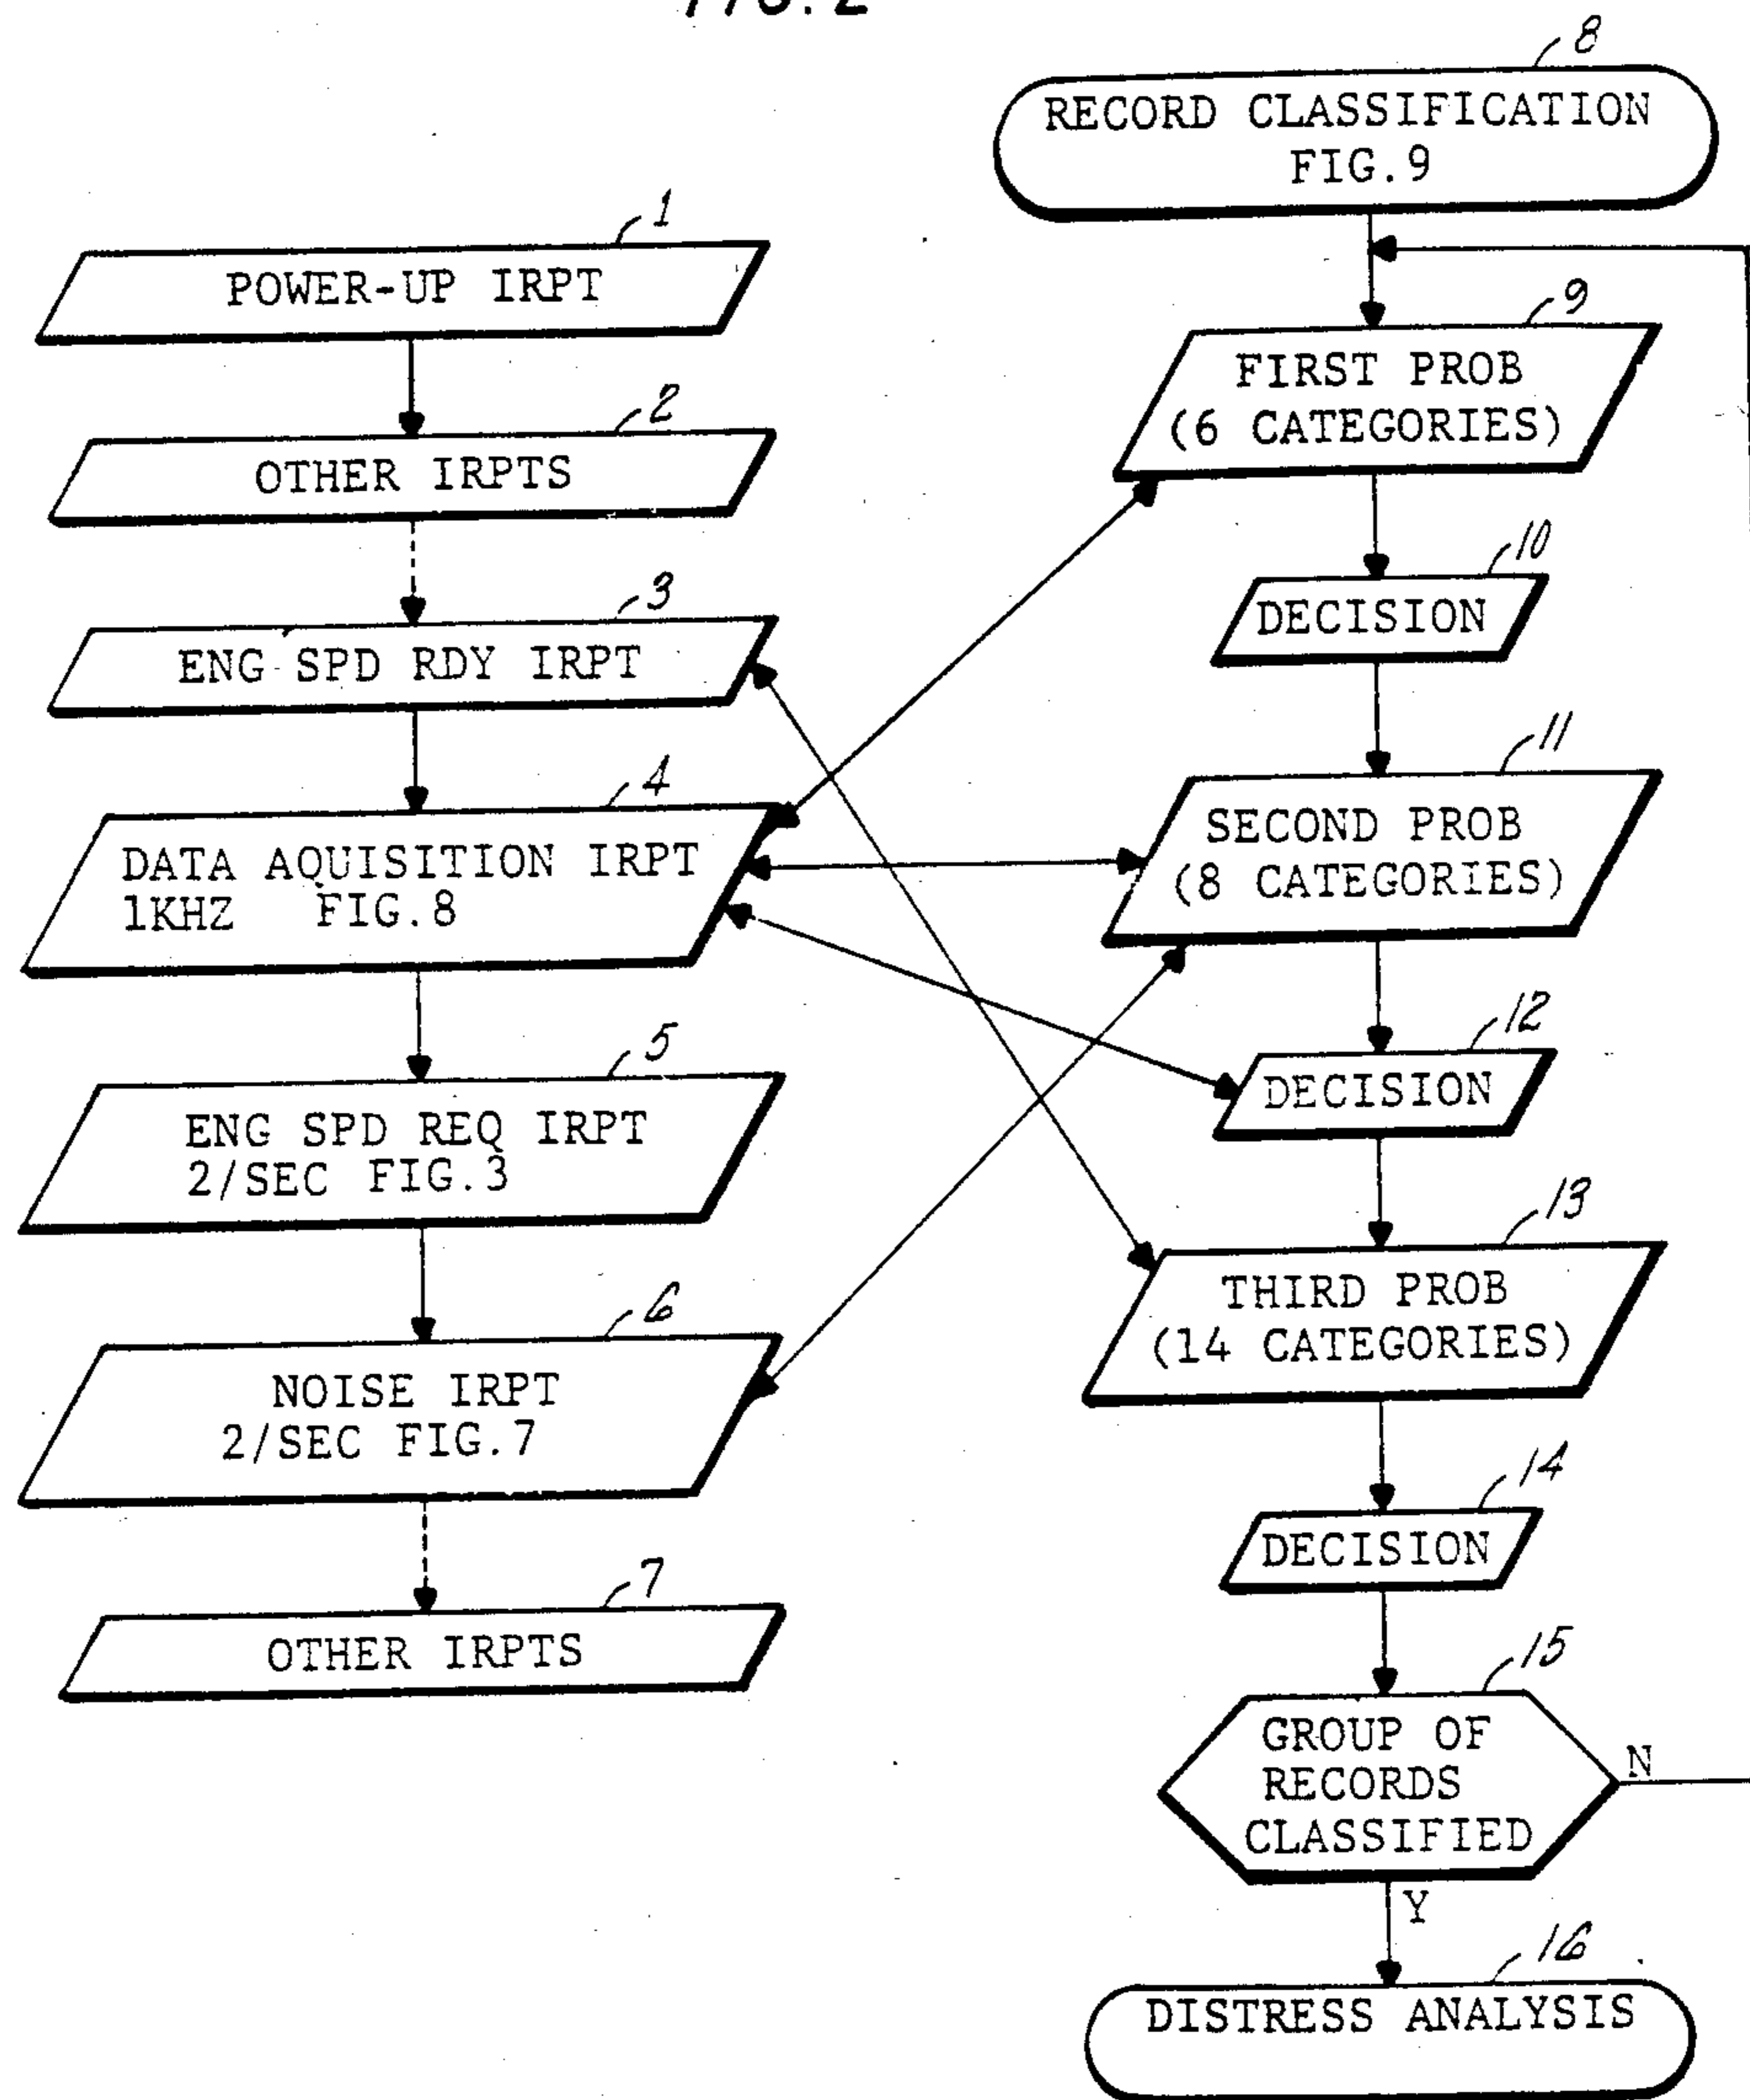 FIG. 2
1
POWER-UP IRPT
2
OTHER IRPTS
3
ENG SPD RDY IRPT
4
DATA AQUISITION IRPT
1KHZ FIG.8
5
ENG SPD REQ IRPT
2/SEC FIG.3
6
NOISE IRPT
2/SEC FIG.7
7
OTHER IRPTS
8
RECORD CLASSIFICATION
FIG.9
9
FIRST PROB
(6 CATEGORIES)
10
DECISION
11
SECOND PROB
(8 CATEGORIES)
12
DECISION
13
THIRD PROB
(14 CATEGORIES)
14
DECISION
15
GROUP OF
RECORDS
CLASSIFIED
N
Y
16
DISTRESS ANALYSIS